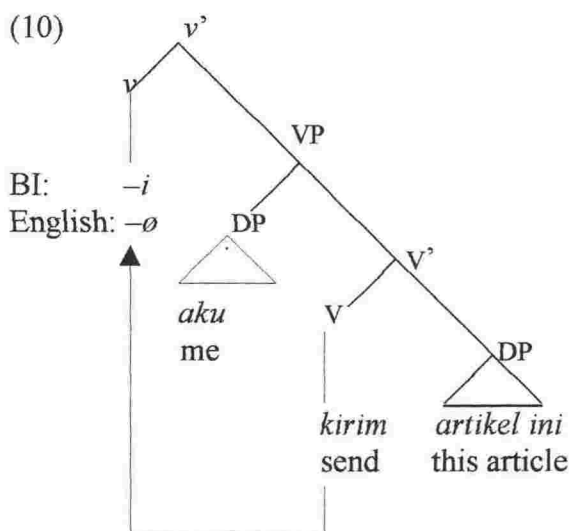 (10) v’
v
VP
BI: –i
English: –ø DP
V’
aku V
me
DP
kirim artikel ini
send this article